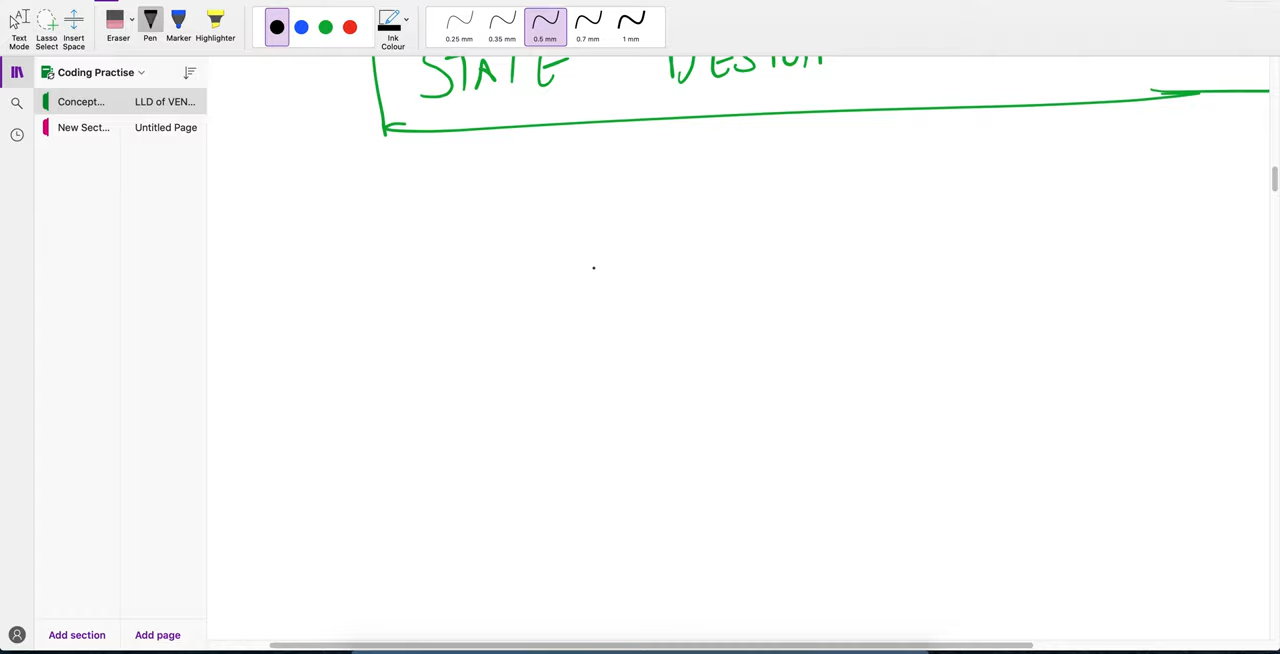 Text Mode
Lasso Select
Insert Space
Eraser
Pen
Marker
Highlighter
Ink Colour
0.25 mm
0.35 mm
0.5 mm
0.7 mm
1 mm
Coding Practise
Concept... LLD of VEN...
New Sect... Untitled Page
STATE DESIGN
Add section Add page